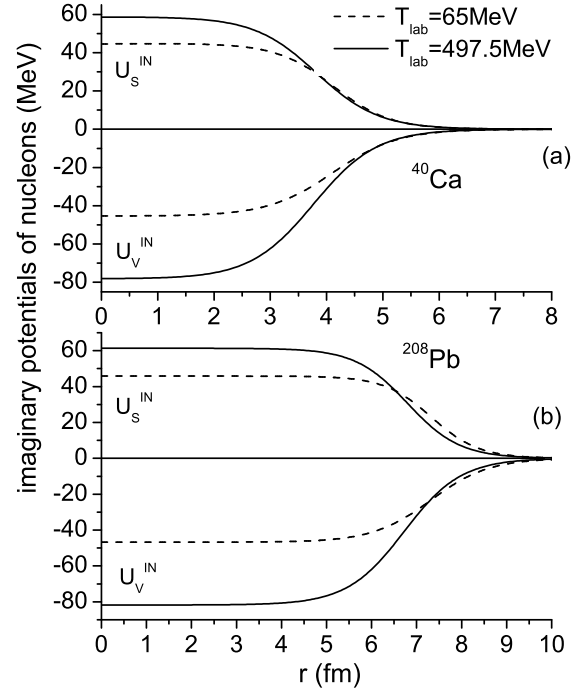 imaginary potentials of nucleons (MeV)
T_lab=65MeV
T_lab=497.5MeV
60
40
20
0
-20
-40
-60
-80
U_S^IN
U_V^IN
(a)
^40Ca
0 1 2 3 4 5 6 7 8
60
40
20
0
-20
-40
-60
-80
^208Pb
U_S^IN
(b)
U_V^IN
0 1 2 3 4 5 6 7 8 9 10
r (fm)